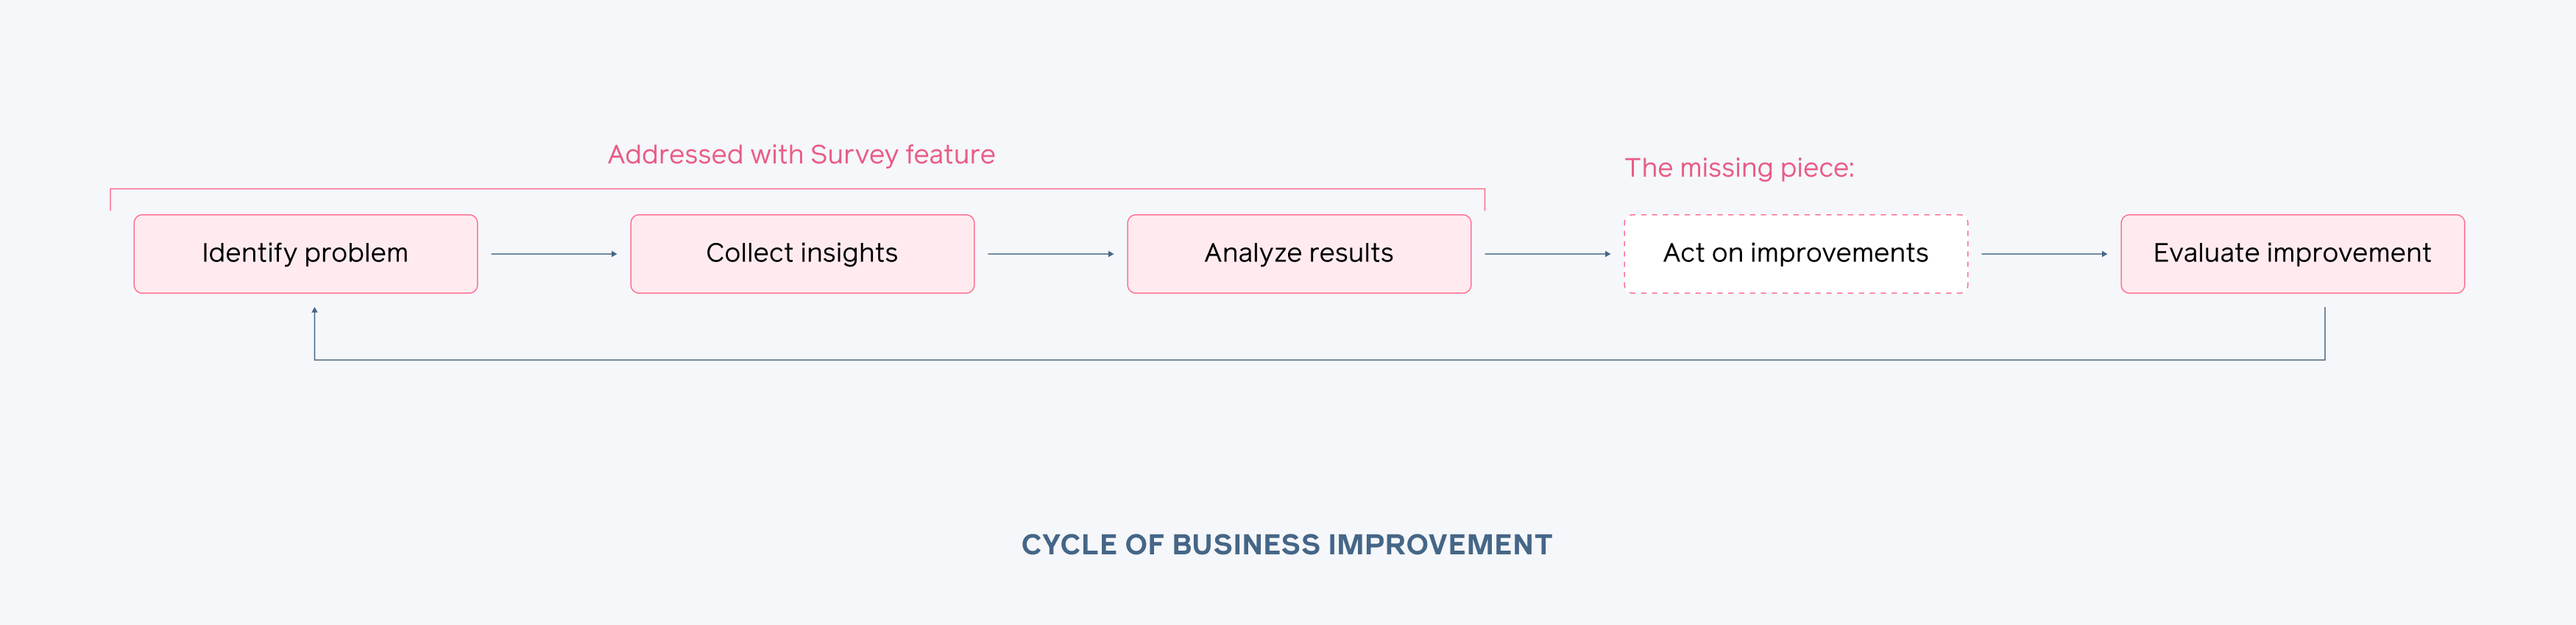 Addressed with Survey feature
The missing piece:
Identify problem
Collect insights
Analyze results
Act on improvements
Evaluate improvement
CYCLE OF BUSINESS IMPROVEMENT